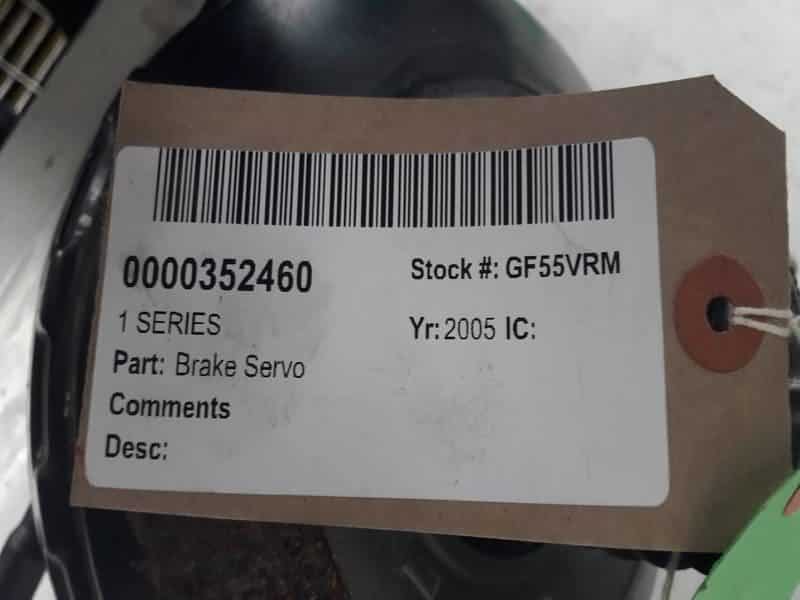 0000352460
Stock #: GF55VRM
1 SERIES
Yr: 2005 IC:
Part: Brake Servo
Comments
Desc: